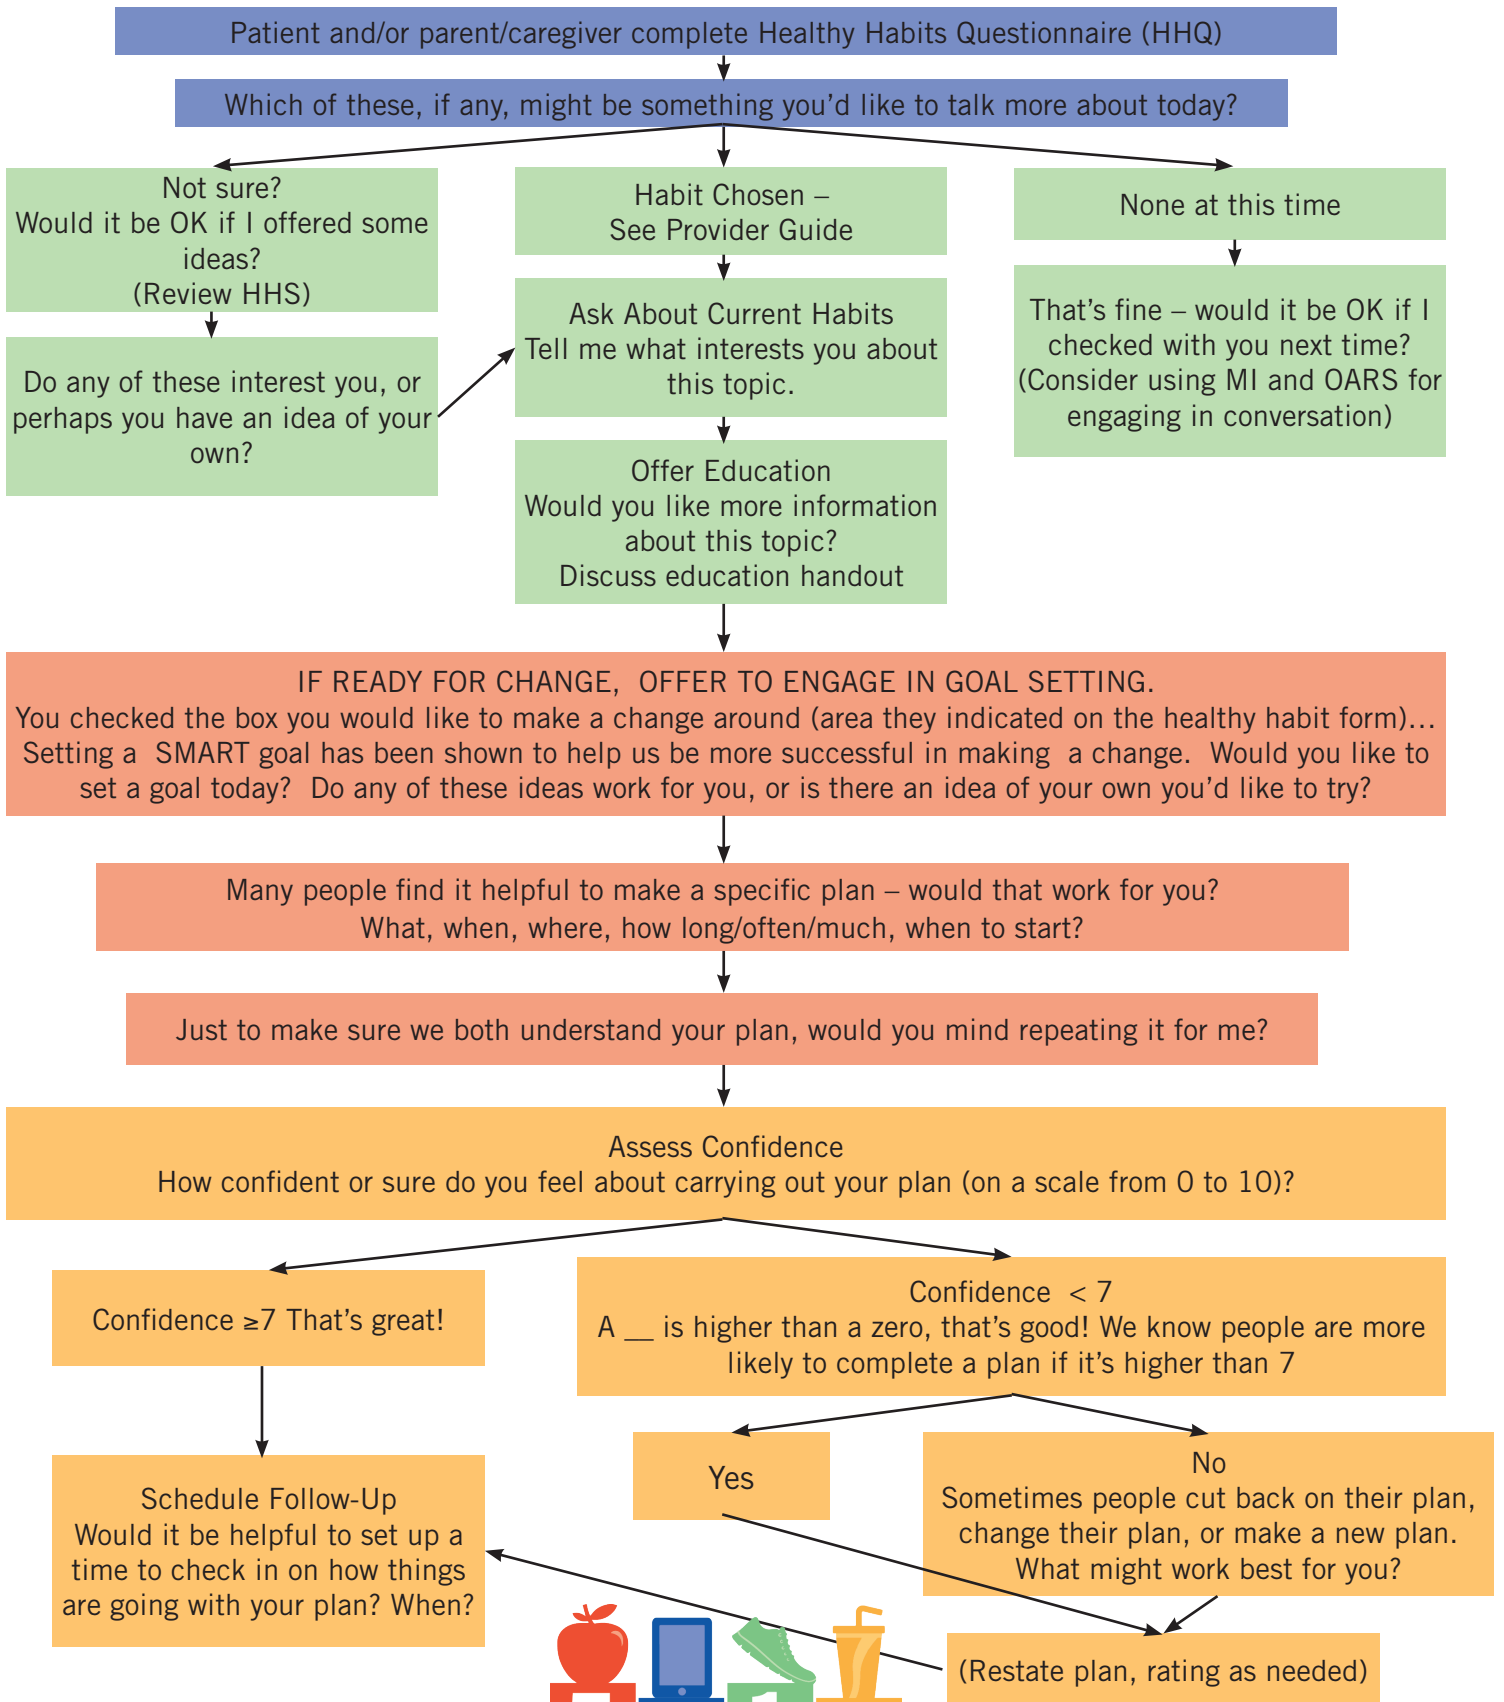 Patient and/or parent/caregiver complete Healthy Habits Questionnaire (HHQ)
Which of these, if any, might be something you’d like to talk more about today?
Not sure?
Would it be OK if I offered some
ideas?
(Review HHS)
Do any of these interest you, or
perhaps you have an idea of your
own?
Habit Chosen –
See Provider Guide
Ask About Current Habits
Tell me what interests you about
this topic.
Offer Education
Would you like more information
about this topic?
Discuss education handout
None at this time
That’s fine – would it be OK if I
checked with you next time?
(Consider using MI and OARS for
engaging in conversation)
IF READY FOR CHANGE,  OFFER TO ENGAGE IN GOAL SETTING.
You checked the box you would like to make a change around (area they indicated on the healthy habit form)…
Setting a  SMART goal has been shown to help us be more successful in making  a change.  Would you like to
set a goal today?  Do any of these ideas work for you, or is there an idea of your own you’d like to try?
Many people find it helpful to make a specific plan – would that work for you?
What, when, where, how long/often/much, when to start?
Just to make sure we both understand your plan, would you mind repeating it for me?
Assess Confidence
How confident or sure do you feel about carrying out your plan (on a scale from 0 to 10)?
Confidence ≥7 That’s great!
Schedule Follow-Up
Would it be helpful to set up a
time to check in on how things
are going with your plan? When?
Confidence  < 7
A __ is higher than a zero, that’s good! We know people are more
likely to complete a plan if it’s higher than 7
Yes
No
Sometimes people cut back on their plan,
change their plan, or make a new plan.
What might work best for you?
(Restate plan, rating as needed)